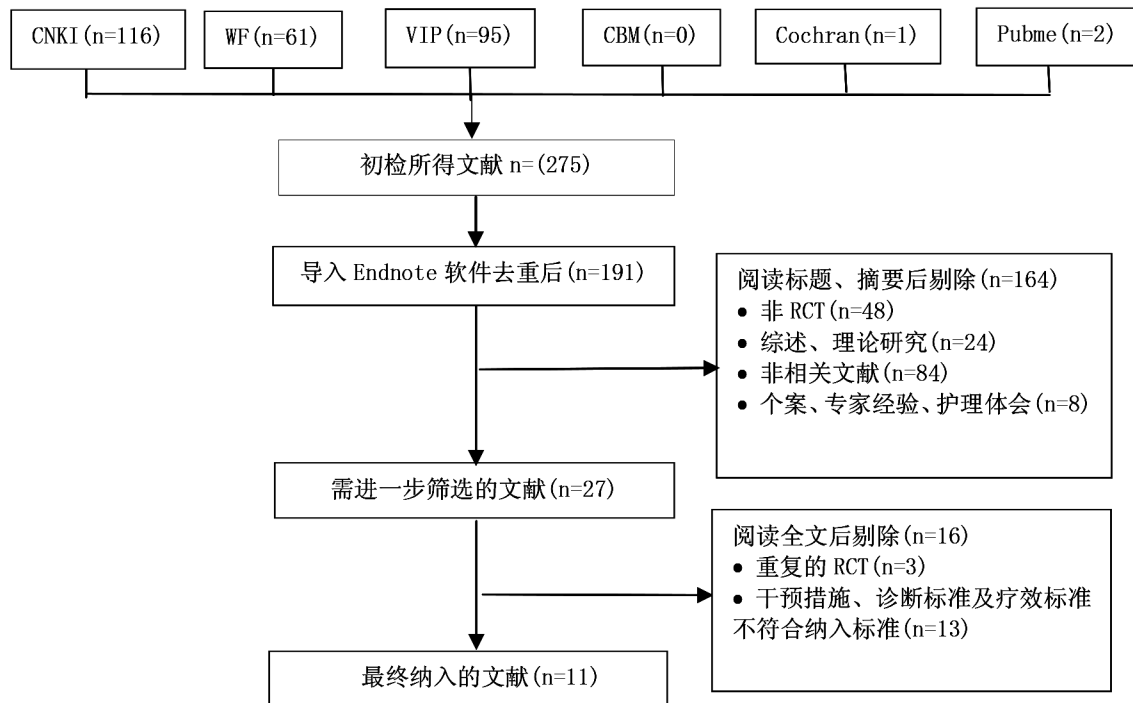 CNKI(n=116)
WF(n=61)
VIP(n=95)
CBM(n=0)
Cochran(n=1)
Pubme(n=2)
初检所得文献 n=(275)
导入 Endnote 软件去重后(n=191)
阅读标题、摘要后剔除(n=164)
• 非 RCT(n=48)
• 综述、理论研究(n=24)
• 非相关文献(n=84)
• 个案、专家经验、护理体会(n=8)
需进一步筛选的文献(n=27)
阅读全文后剔除(n=16)
• 重复的 RCT(n=3)
• 干预措施、诊断标准及疗效标准
不符合纳入标准(n=13)
最终纳入的文献(n=11)